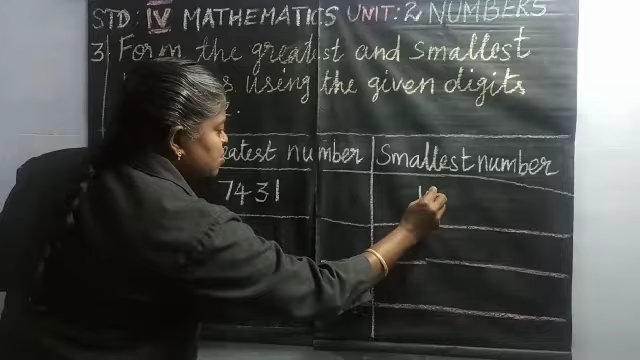 STD: IV MATHEMATICS UNIT: 2 NUMBERS
3 Form the greatest and smallest
using the given digits
number Smallest number
7431 1